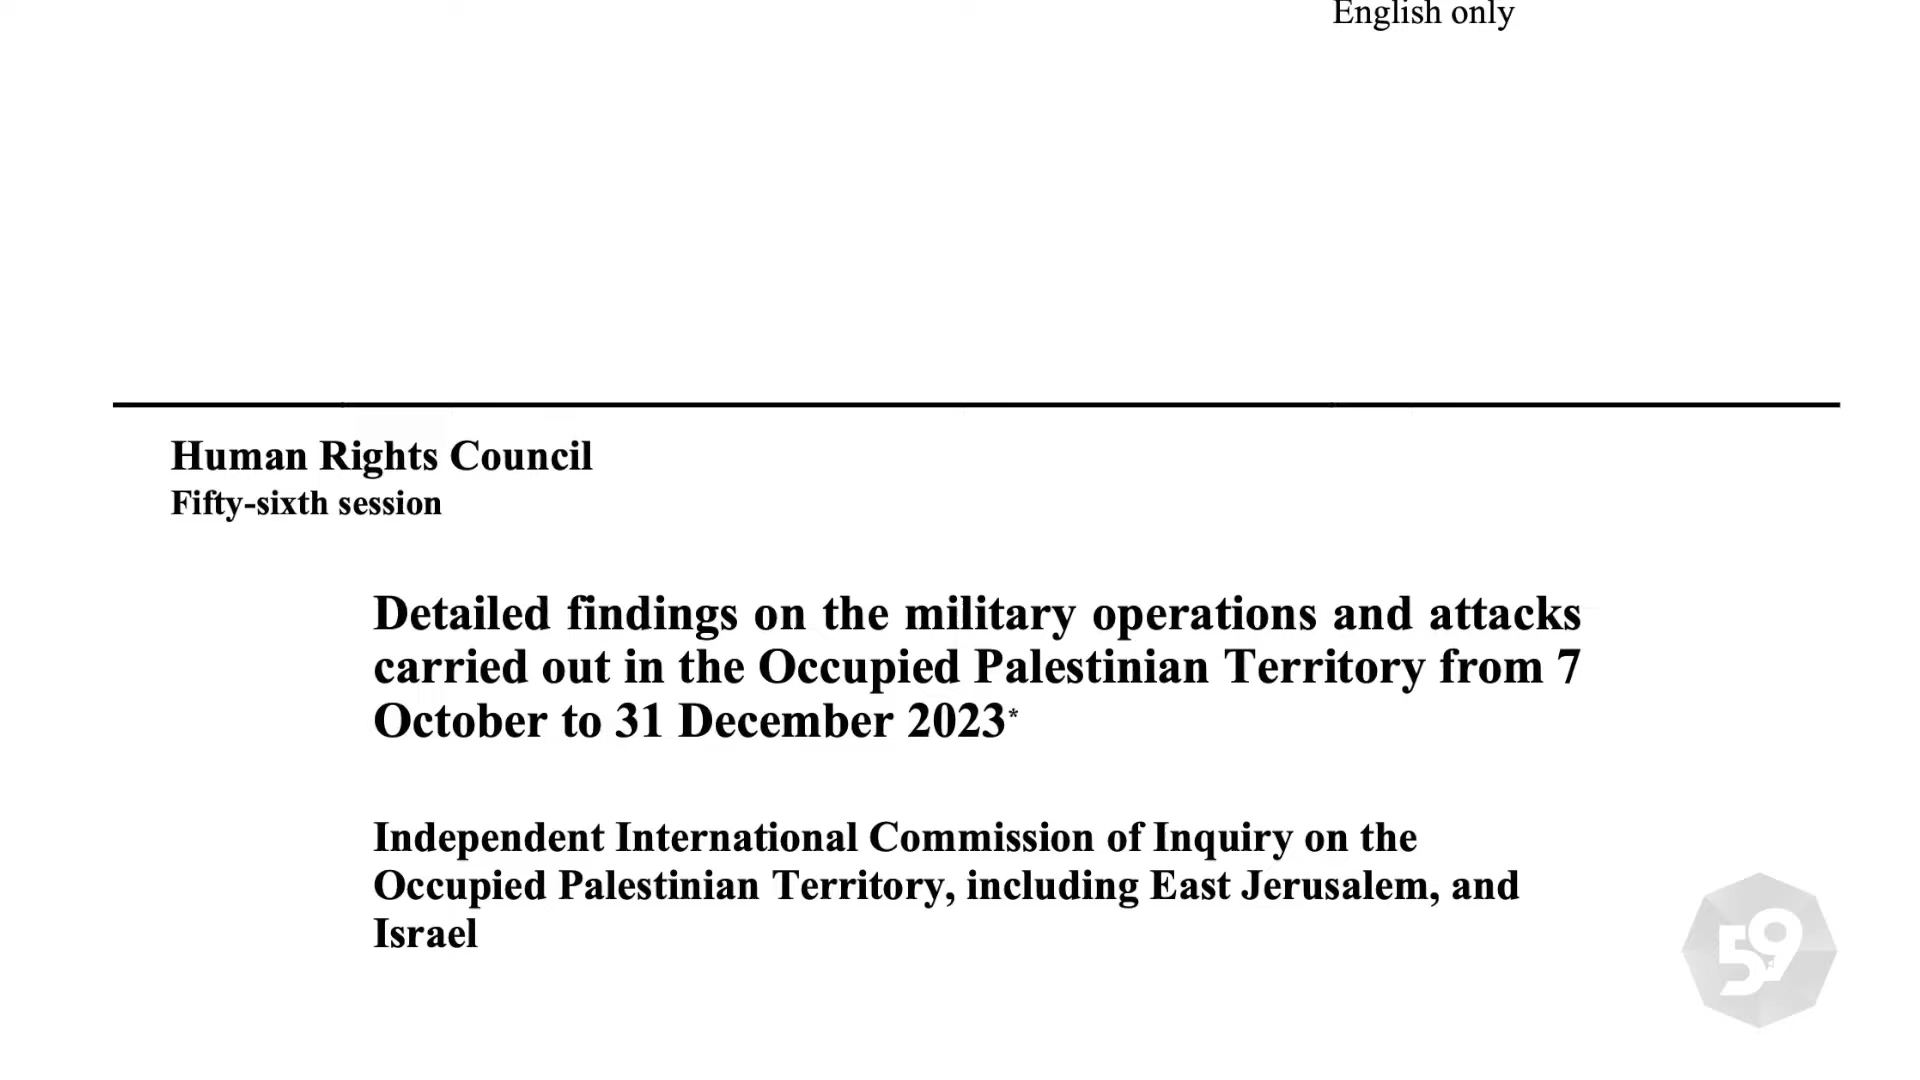 English only
Human Rights Council
Fifty-sixth session
Detailed findings on the military operations and attacks
carried out in the Occupied Palestinian Territory from 7
October to 31 December 2023*
Independent International Commission of Inquiry on the
Occupied Palestinian Territory, including East Jerusalem, and
Israel
59